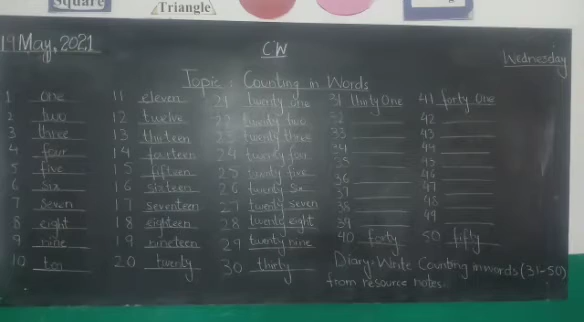 Square
Triangle
19 May, 2021
CW
Wednesday
Topic: Counting in Words
1 one 11 eleven 21 twenty one 31 thirty One 41 forty One
2 two 12 twelve 22 twenty two 32 42
3 three 13 thirteen 23 twenty three 33 43
4 four 14 fourteen 24 twenty four 34 44
5 five 15 fifteen 25 twenty five 35 45
6 six 16 sixteen 26 twenty six 36 46
7 seven 17 seventeen 27 twenty seven 37 47
8 eight 18 eighteen 28 twenty eight 38 48
9 nine 19 nineteen 29 twenty nine 39 49
10 ten 20 twenty 30 thirty 40 forty 50 fifty
Diary: Write Counting in words (31-50)
from resource notes.